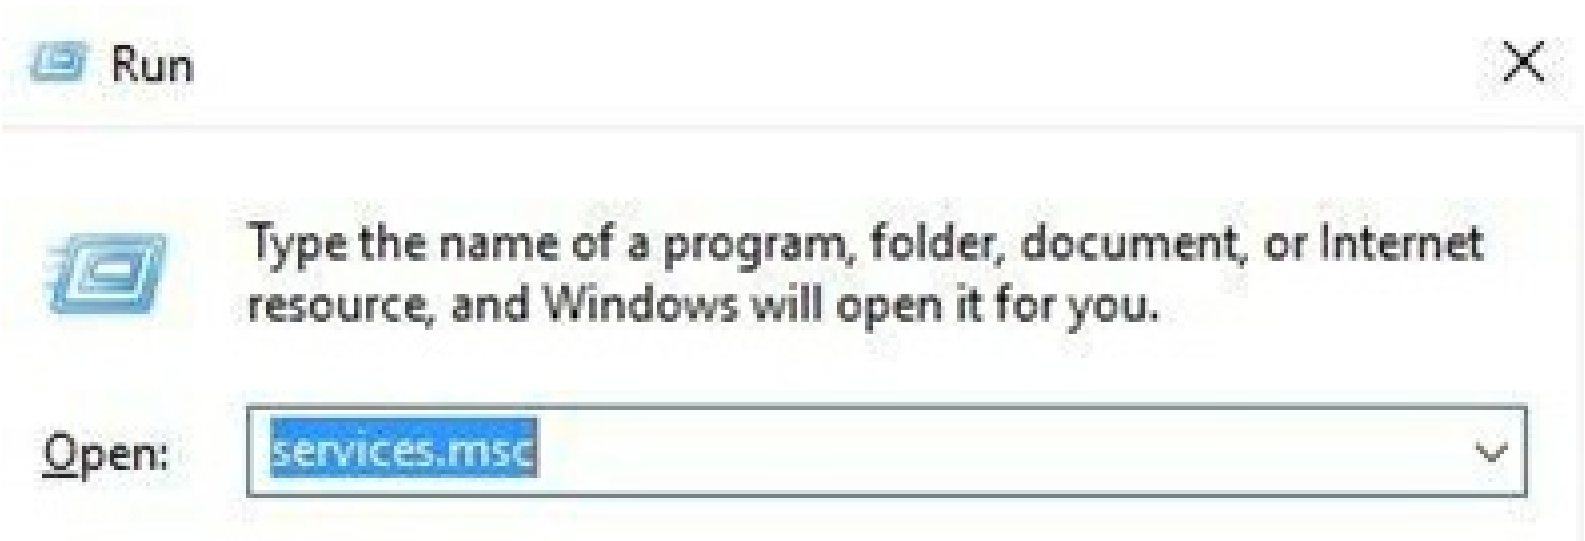 Run
Type the name of a program, folder, document, or Internet
resource, and Windows will open it for you.
Open: services.msc